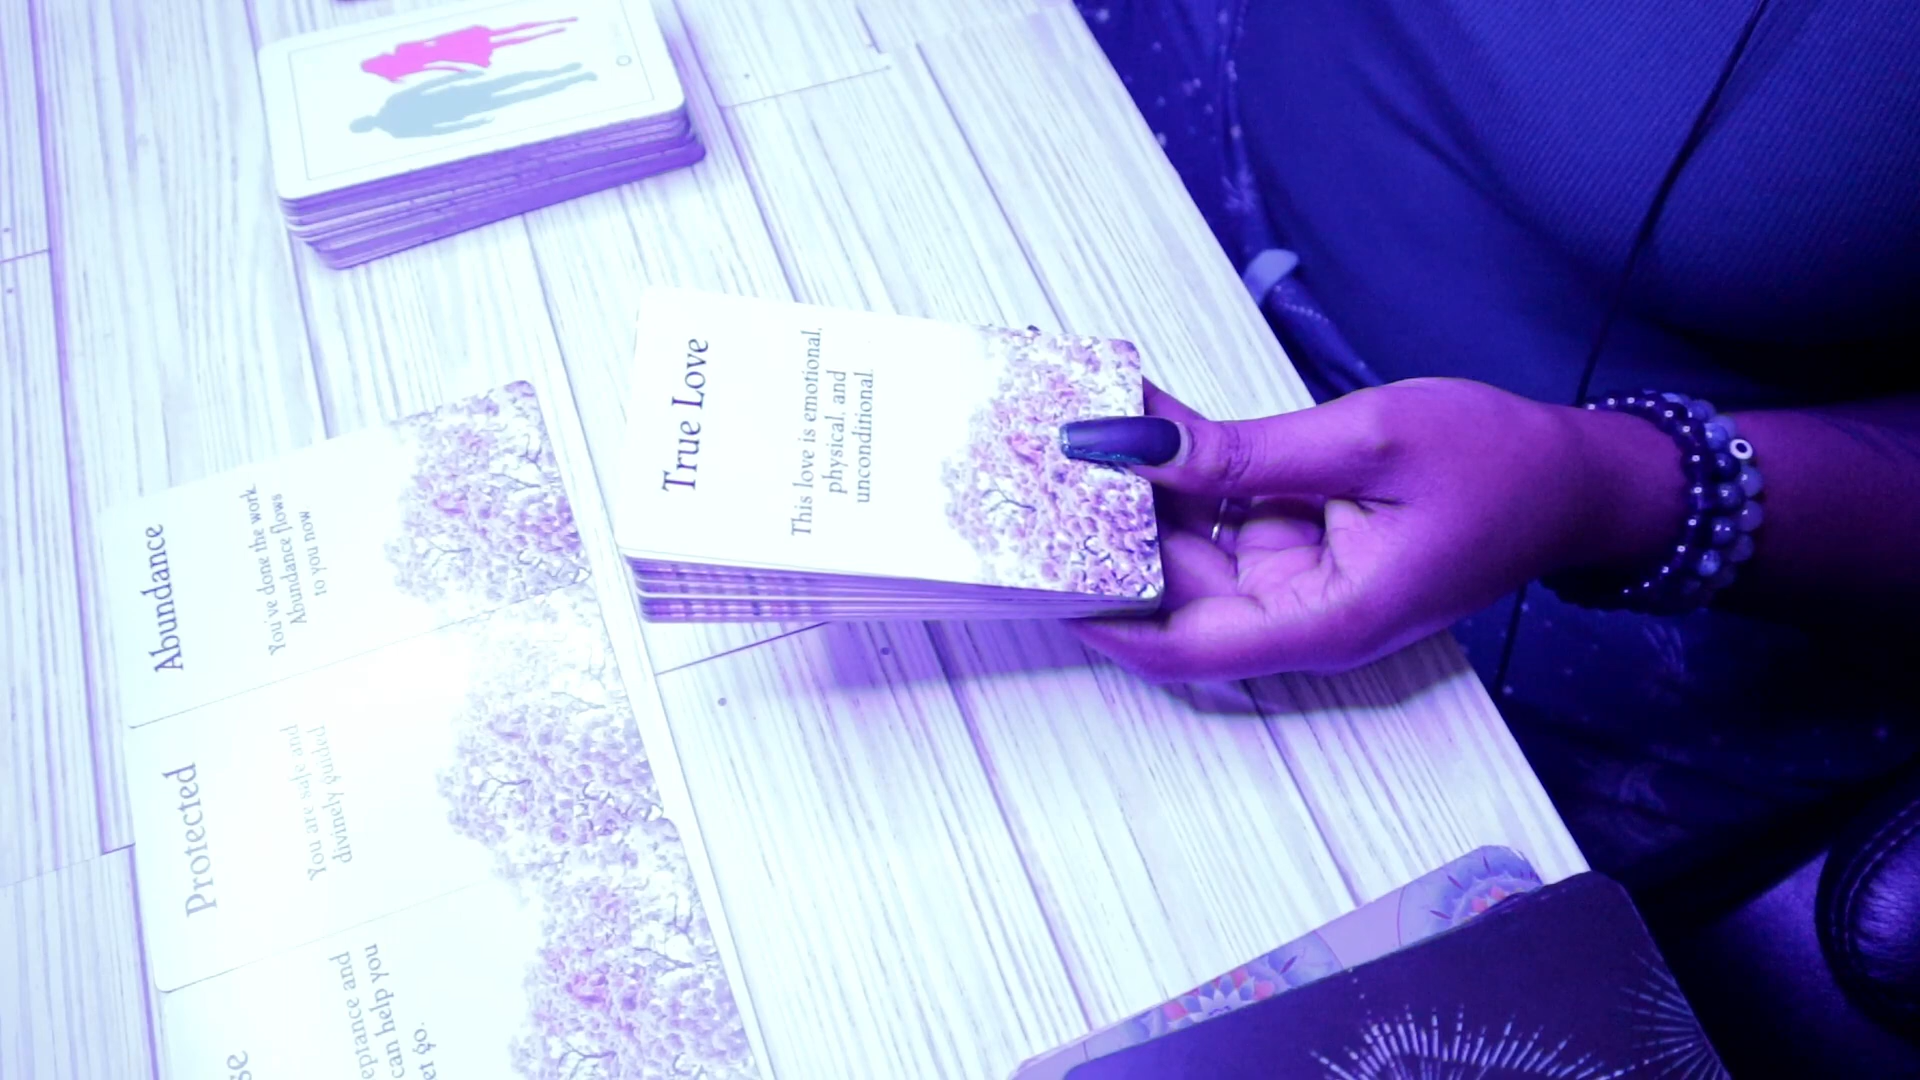 True Love
This love is emotional,
physical, and
unconditional.
Abundance
You've done the work
Abundance flows
to you now
Protected
You are safe and
divinely guided
se
eptance and
can help you
et go.